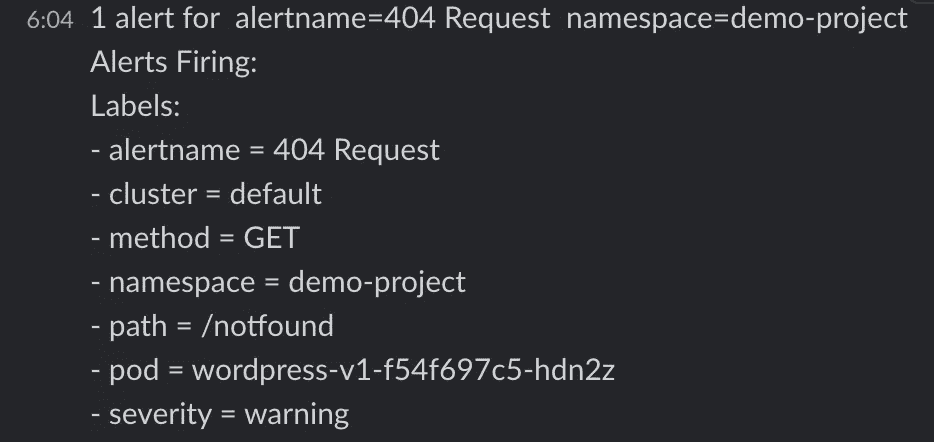 6:04 1 alert for  alertname=404 Request  namespace=demo-project
Alerts Firing:
Labels:
- alertname = 404 Request
- cluster = default
- method = GET
- namespace = demo-project
- path = /notfound
- pod = wordpress-v1-f54f697c5-hdn2z
- severity = warning